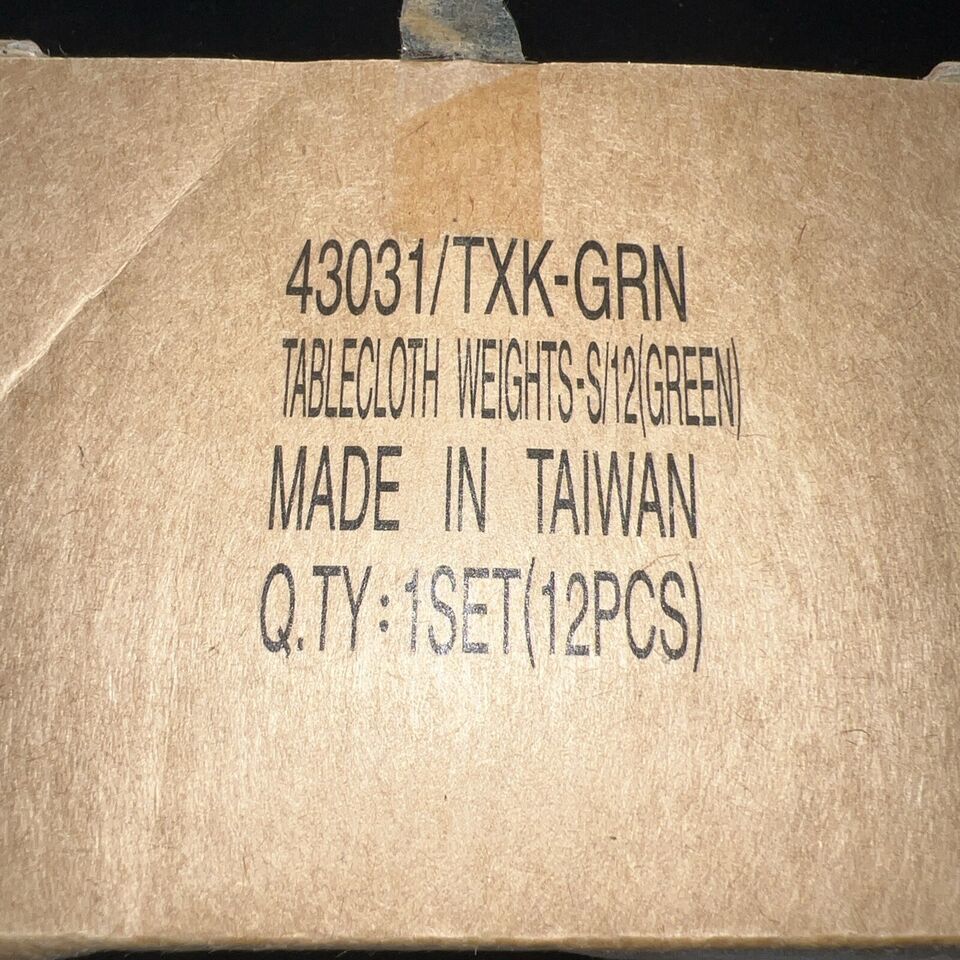 43031/TXK-GRN
TABLECLOTH WEIGHTS-S/12(GREEN)
MADE IN TAIWAN
Q.TY:1SET(12PCS)